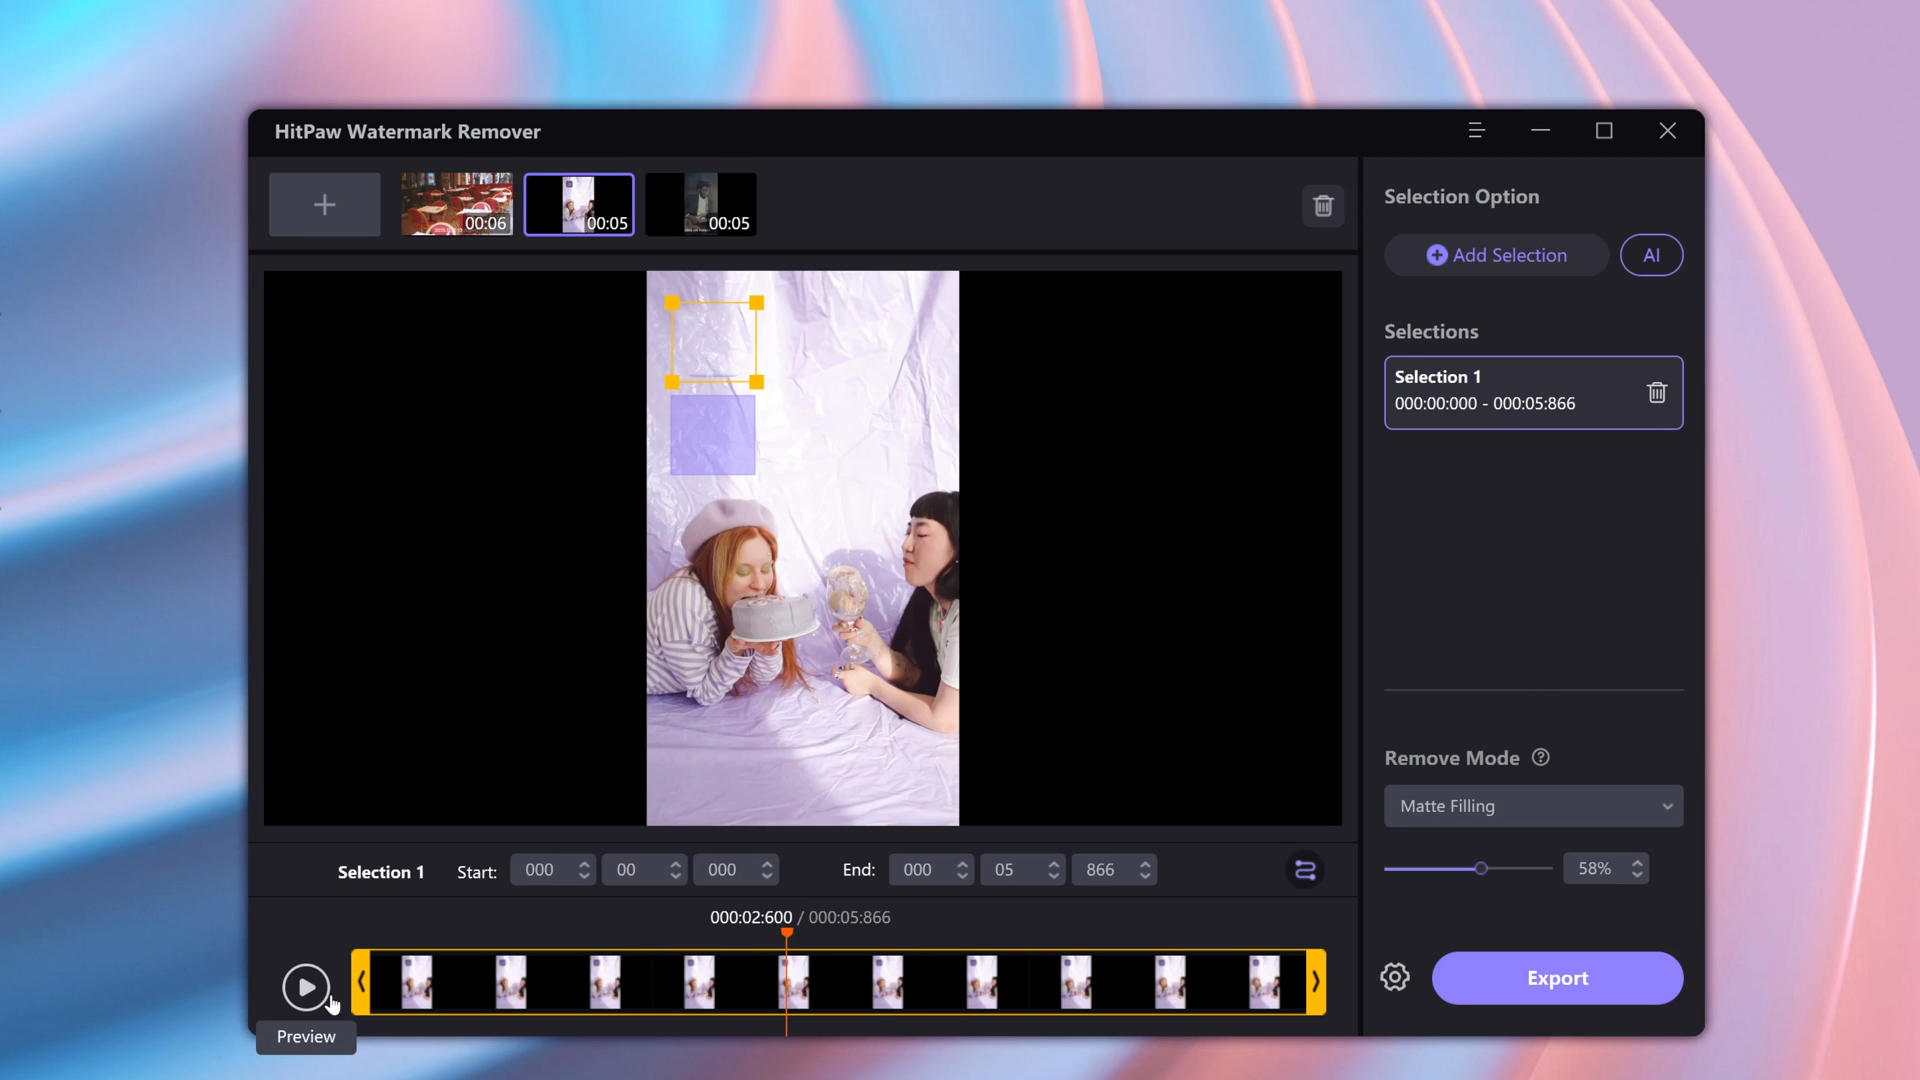 HitPaw Watermark Remover
00:06
00:05
00:05
Selection Option
Add Selection
AI
Selections
Selection 1
000:00:000 - 000:05:866
Remove Mode
Matte Filling
58%
Selection 1 Start: 000 00 000 End: 000 05 866
000:02:600 / 000:05:866
Preview
Export